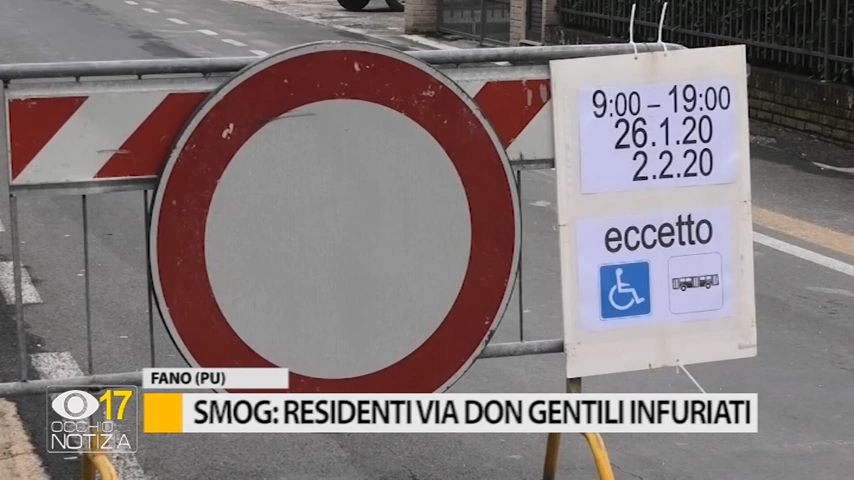 9:00 – 19:00
26.1.20
2.2.20
eccetto
FANO (PU)
SMOG: RESIDENTI VIA DON GENTILI INFURIATI
17
OCCHIO
NOTIZIA